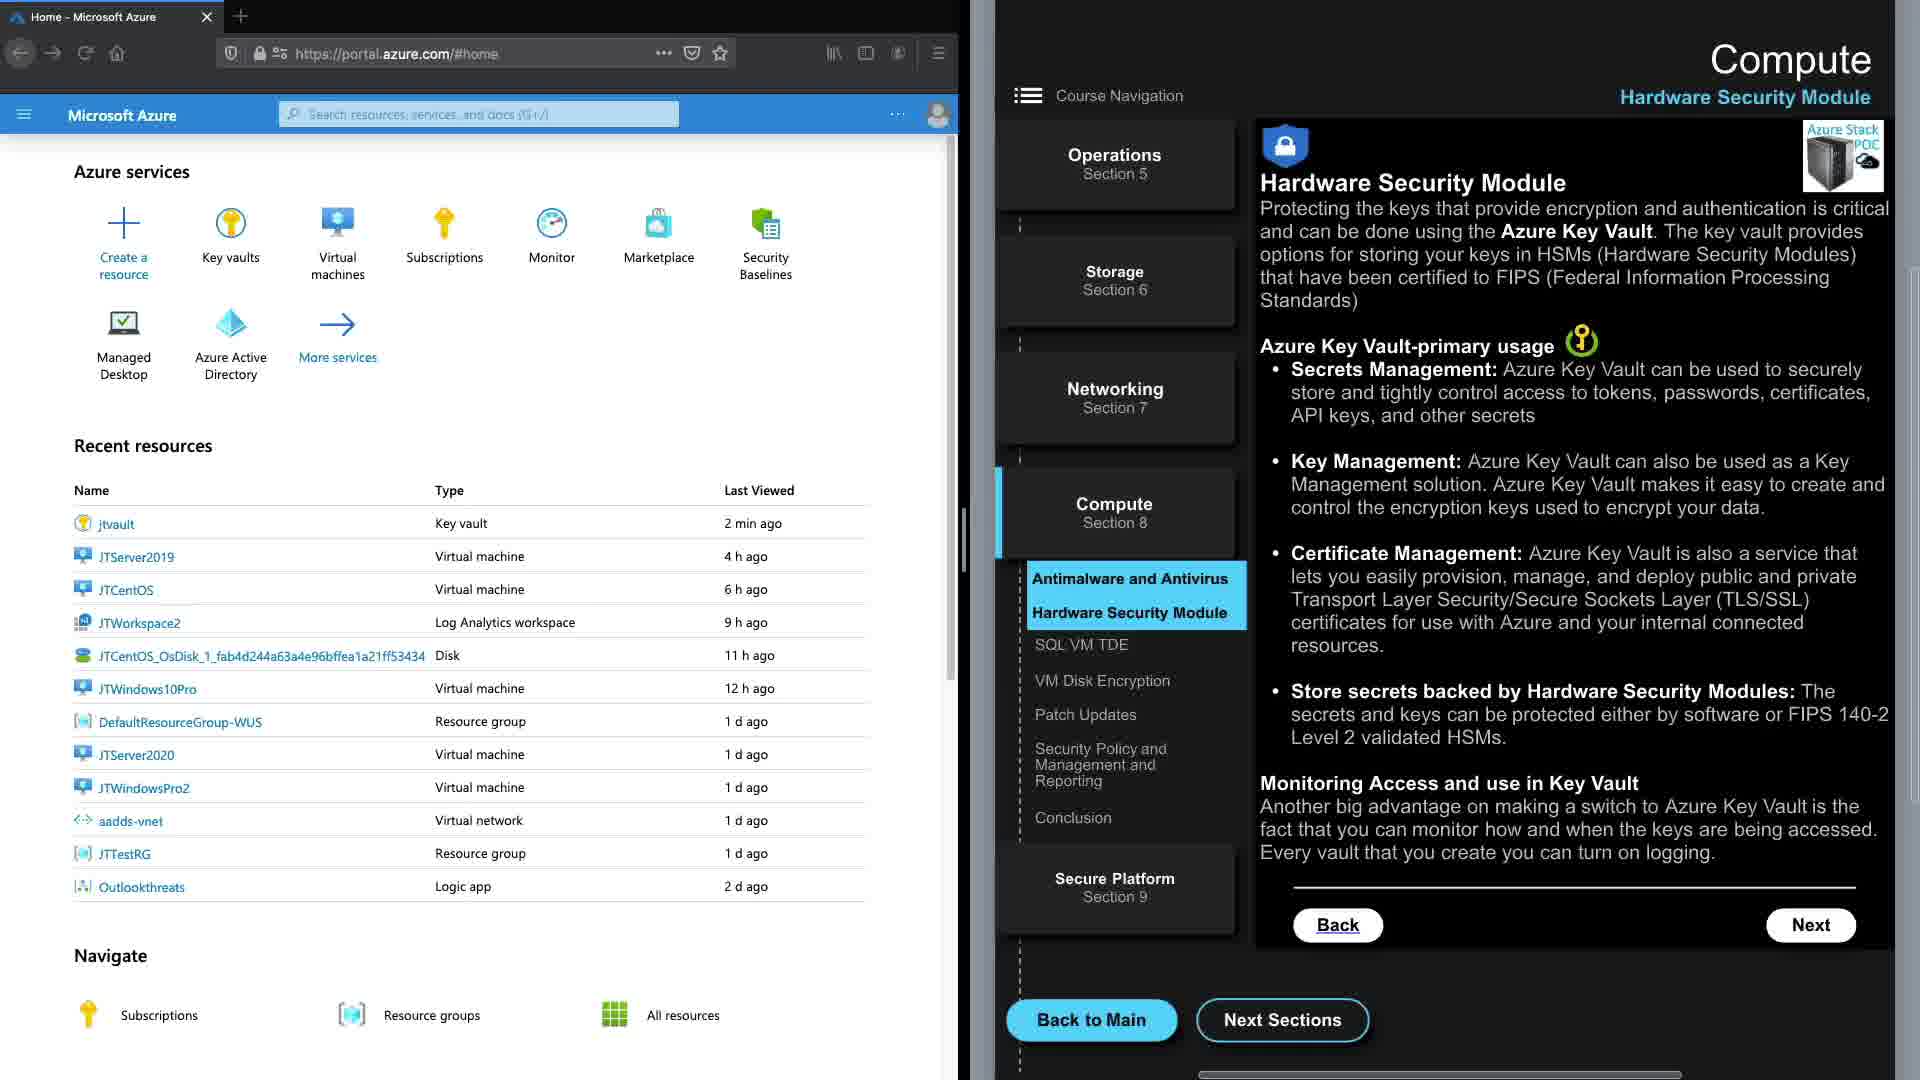 Home - Microsoft Azure
https://portal.azure.com/#home
Microsoft Azure
Search resources, services, and docs (G+/)
Azure services
Create a resource
Key vaults
Virtual machines
Subscriptions
Monitor
Marketplace
Security Baselines
Managed Desktop
Azure Active Directory
More services
Recent resources
Name Type Last Viewed
jtvault Key vault 2 min ago
JTServer2019 Virtual machine 4 h ago
JTCentOS Virtual machine 6 h ago
JTWorkspace2 Log Analytics workspace 9 h ago
JTCentOS_OsDisk_1_fab4d244a63a4e96bffea1a21ff53434 Disk 11 h ago
JTWindows10Pro Virtual machine 12 h ago
DefaultResourceGroup-WUS Resource group 1 d ago
JTServer2020 Virtual machine 1 d ago
JTWindowsPro2 Virtual machine 1 d ago
aadds-vnet Virtual network 1 d ago
JTTestRG Resource group 1 d ago
Outlookthreats Logic app 2 d ago
Navigate
Subscriptions
Resource groups
All resources
Compute
Hardware Security Module
Course Navigation
Operations
Section 5
Storage
Section 6
Networking
Section 7
Compute
Section 8
Antimalware and Antivirus
Hardware Security Module
SQL VM TDE
VM Disk Encryption
Patch Updates
Security Policy and
Management and
Reporting
Conclusion
Secure Platform
Section 9
Back to Main
Next Sections
Azure Stack
POC
Hardware Security Module
Protecting the keys that provide encryption and authentication is critical
and can be done using the Azure Key Vault. The key vault provides
options for storing your keys in HSMs (Hardware Security Modules)
that have been certified to FIPS (Federal Information Processing
Standards)
Azure Key Vault-primary usage
• Secrets Management: Azure Key Vault can be used to securely
store and tightly control access to tokens, passwords, certificates,
API keys, and other secrets
• Key Management: Azure Key Vault can also be used as a Key
Management solution. Azure Key Vault makes it easy to create and
control the encryption keys used to encrypt your data.
• Certificate Management: Azure Key Vault is also a service that
lets you easily provision, manage, and deploy public and private
Transport Layer Security/Secure Sockets Layer (TLS/SSL)
certificates for use with Azure and your internal connected
resources.
• Store secrets backed by Hardware Security Modules: The
secrets and keys can be protected either by software or FIPS 140-2
Level 2 validated HSMs.
Monitoring Access and use in Key Vault
Another big advantage on making a switch to Azure Key Vault is the
fact that you can monitor how and when the keys are being accessed.
Every vault that you create you can turn on logging.
Back
Next